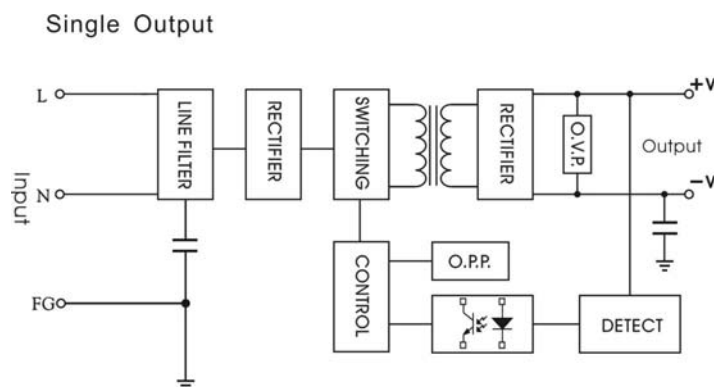 Single Output
L
LINE FILTER
RECTIFIER
SWITCHING
RECTIFIER
O.V.P.
+V
Output
Input
N
-V
CONTROL
O.P.P.
FG
DETECT